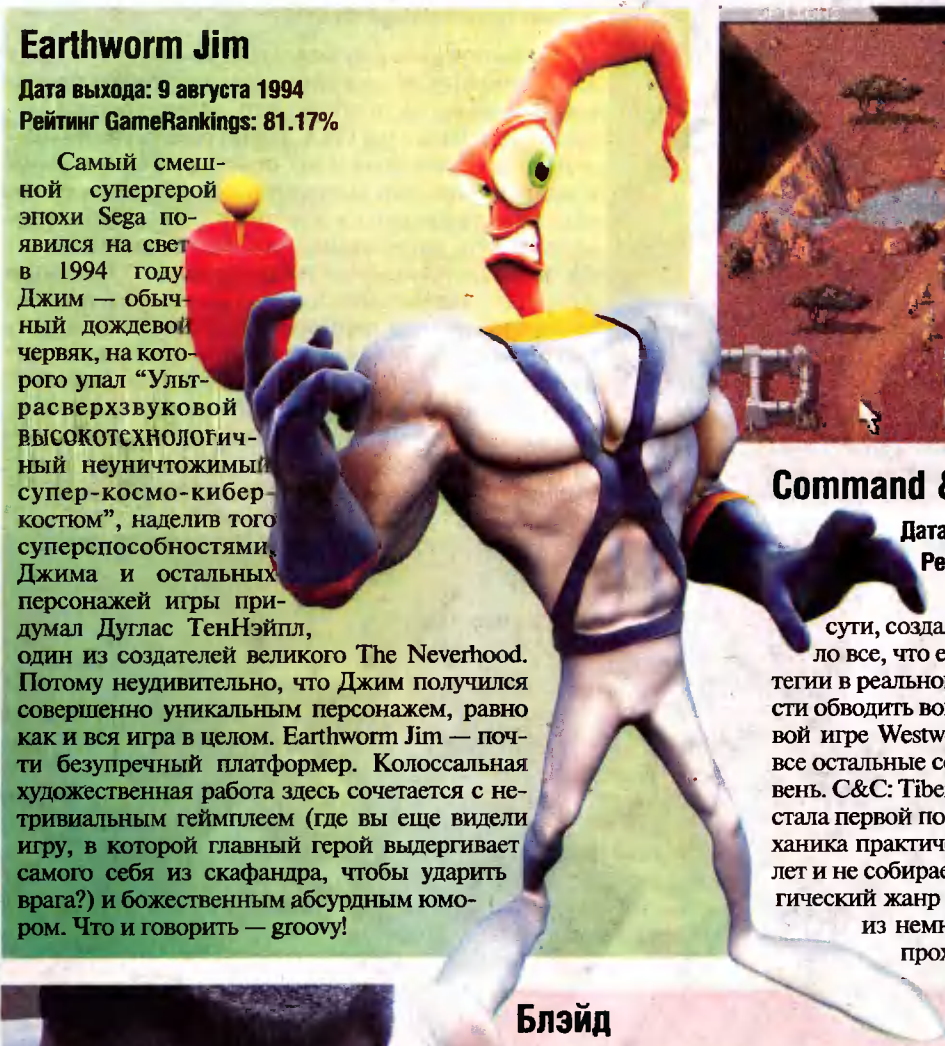 Earthworm Jim
Дата выхода: 9 августа 1994
Рейтинг GameRankings: 81.17%
Самый смеш-
ной супергерой
эпохи Sega по-
явился на свет
в 1994 году.
Джим — обыч-
ный дождевой
червяк, на кото-
рого упал “Ульт-
расверхзвуковой
высокотехнологич-
ный неуничтожимый
супер-космо-кибер-
костюм”, наделив того
суперспособностями.
Джима и остальных
персонажей игры при-
думал Дуглас ТенНэйпл,
один из создателей великого The Neverhood.
Потому неудивительно, что Джим получился
совершенно уникальным персонажем, равно
как и вся игра в целом. Earthworm Jim — поч-
ти безупречный платформер. Колоссальная
художественная работа здесь сочетается с не-
тривиальным геймплеем (где вы еще видели
игру, в которой главный герой выдергивает
самого себя из скафандра, чтобы ударить
врага?) и божественным абсурдным юмо-
ром. Что и говорить — groovy!
Command &
Дата
Ре
сути, созда
ло все, что е
тегии в реально
сти обводить во
вой игре Westw
все остальные с
вень. C&C: Tibe
стала первой по
ханика практич
лет и не собирае
гический жанр
из немн
прох
Блэйд